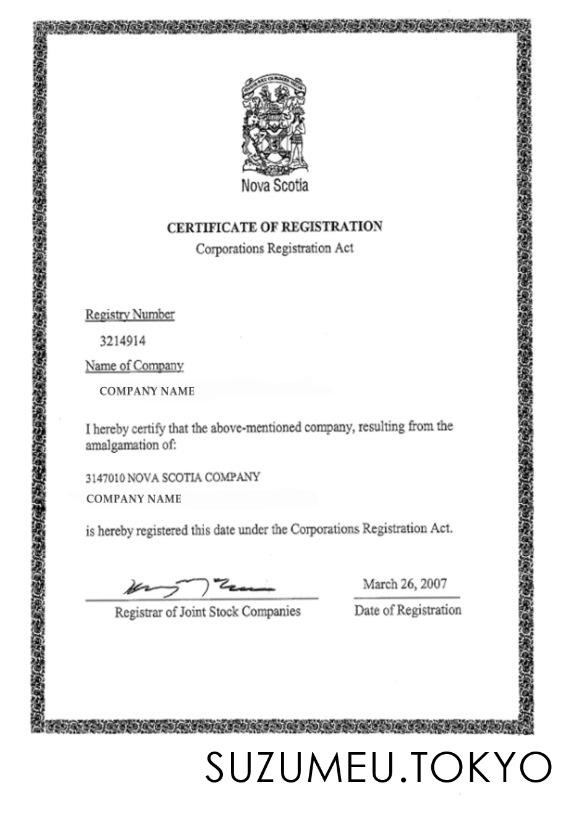 Nova Scotia
CERTIFICATE OF REGISTRATION
Corporations Registration Act
Registry Number
3214914
Name of Company
COMPANY NAME
I hereby certify that the above-mentioned company, resulting from the
amalgamation of:
3147010 NOVA SCOTIA COMPANY
COMPANY NAME
is hereby registered this date under the Corporations Registration Act.
March 26, 2007
Registrar of Joint Stock Companies
Date of Registration
SUZUMEU.TOKYO